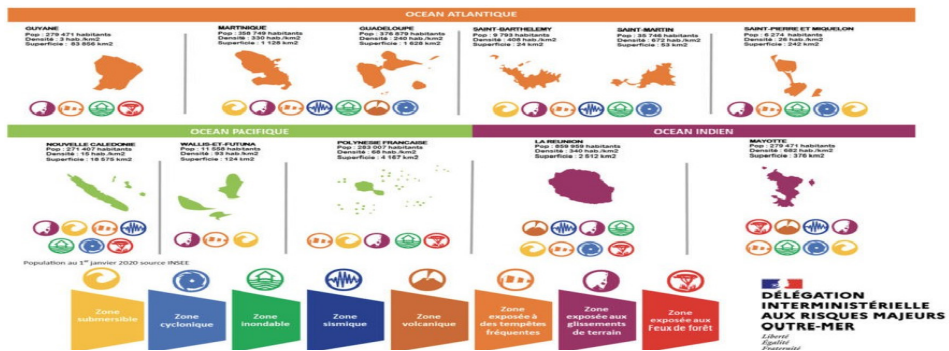 OCEAN ATLANTIQUE
GUYANE
Pop : 279 471 habitants
Densité : 3 hab./km2
Superficie : 83 856 km2
MARTINIQUE
Pop : 358 749 habitants
Densité : 330 hab./km2
Superficie : 1 128 km2
GUADELOUPE
Pop : 376 879 habitants
Densité : 240 hab./km2
Superficie : 1 628 km2
SAINT-BARTHELEMY
Pop : 9 793 habitants
Densité : 408 hab./km2
Superficie : 24 km2
SAINT-MARTIN
Pop : 35 746 habitants
Densité : 672 hab./km2
Superficie : 53 km2
SAINT-PIERRE ET MIQUELON
Pop : 6 274 habitants
Densité : 26 hab./km2
Superficie : 242 km2
OCEAN PACIFIQUE
OCEAN INDIEN
NOUVELLE CALEDONIE
Pop : 271 407 habitants
Densité : 15 hab./km2
Superficie : 18 575 km2
WALLIS-ET-FUTUNA
Pop : 11 558 habitants
Densité : 93 hab./km2
Superficie : 124 km2
POLYNESIE FRANCAISE
Pop : 283 007 habitants
Densité : 68 hab./km2
Superficie : 4 167 km2
LA REUNION
Pop : 859 959 habitants
Densité : 340 hab./km2
Superficie : 2 512 km2
MAYOTTE
Pop : 279 471 habitants
Densité : 682 hab./km2
Superficie : 376 km2
Population au 1er janvier 2020 source INSEE
Zone
submersible
Zone
cyclonique
Zone
inondable
Zone
sismique
Zone
volcanique
Zone
exposée à
des tempêtes
fréquentes
Zone
exposée aux
glissements
de terrain
Zone
exposée aux
Feux de forêt
DÉLÉGATION
INTERMINISTÉRIELLE
AUX RISQUES MAJEURS
OUTRE-MER
Liberté
Égalité
Fraternité